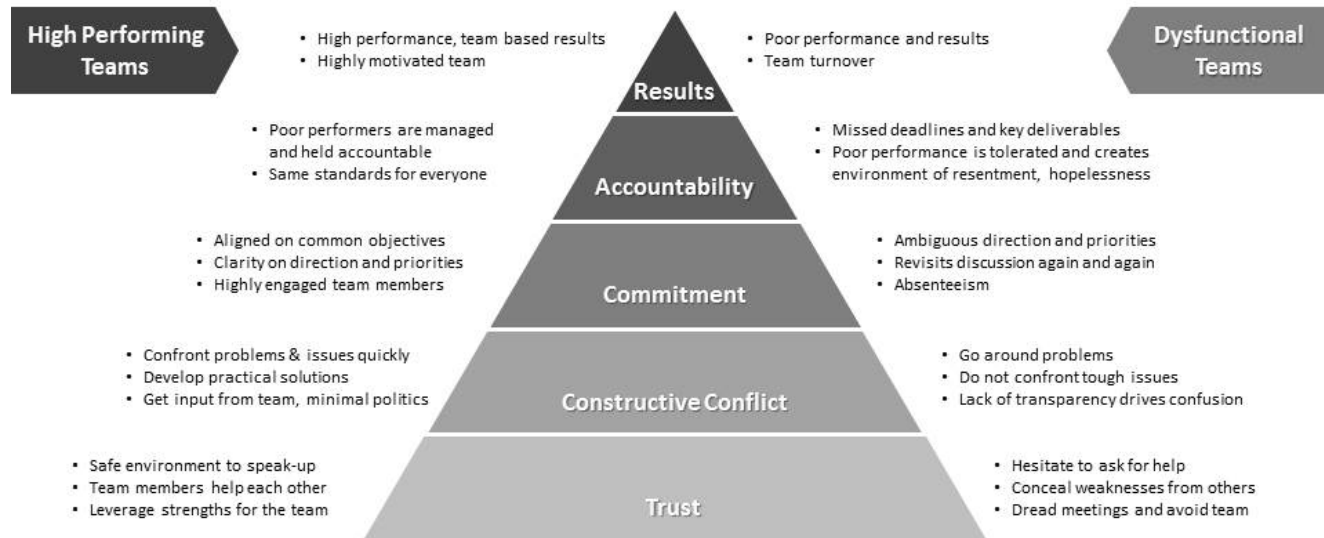 High Performing
Teams
• High performance, team based results
• Highly motivated team
• Poor performance and results
• Team turnover
Dysfunctional
Teams
Results
• Poor performers are managed
and held accountable
• Same standards for everyone
Accountability
• Missed deadlines and key deliverables
• Poor performance is tolerated and creates
environment of resentment, hopelessness
• Aligned on common objectives
• Clarity on direction and priorities
• Highly engaged team members
Commitment
• Ambiguous direction and priorities
• Revisits discussion again and again
• Absenteeism
• Confront problems & issues quickly
• Develop practical solutions
• Get input from team, minimal politics
Constructive Conflict
• Go around problems
• Do not confront tough issues
• Lack of transparency drives confusion
• Safe environment to speak-up
• Team members help each other
• Leverage strengths for the team
Trust
• Hesitate to ask for help
• Conceal weaknesses from others
• Dread meetings and avoid team